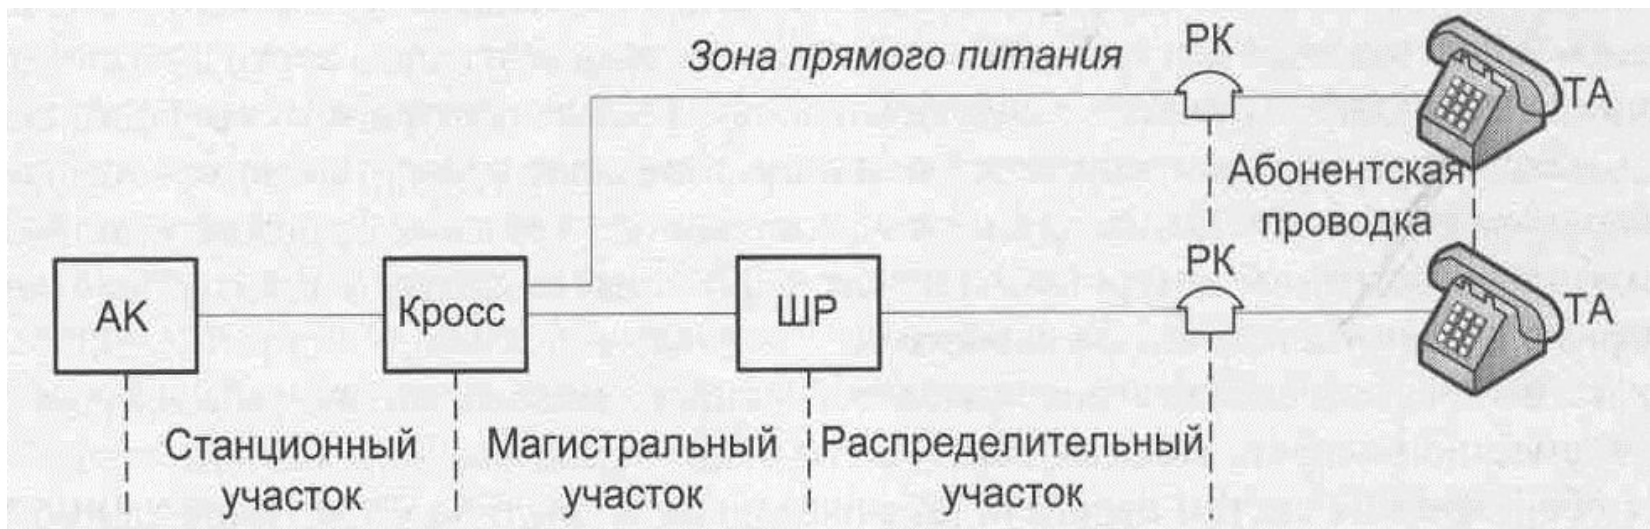 Зона прямого питания
РК
ТА
Абонентская
проводка
РК
АК
Кросс
ШР
ТА
Станционный
участок
Магистральный
участок
Распределительный
участок